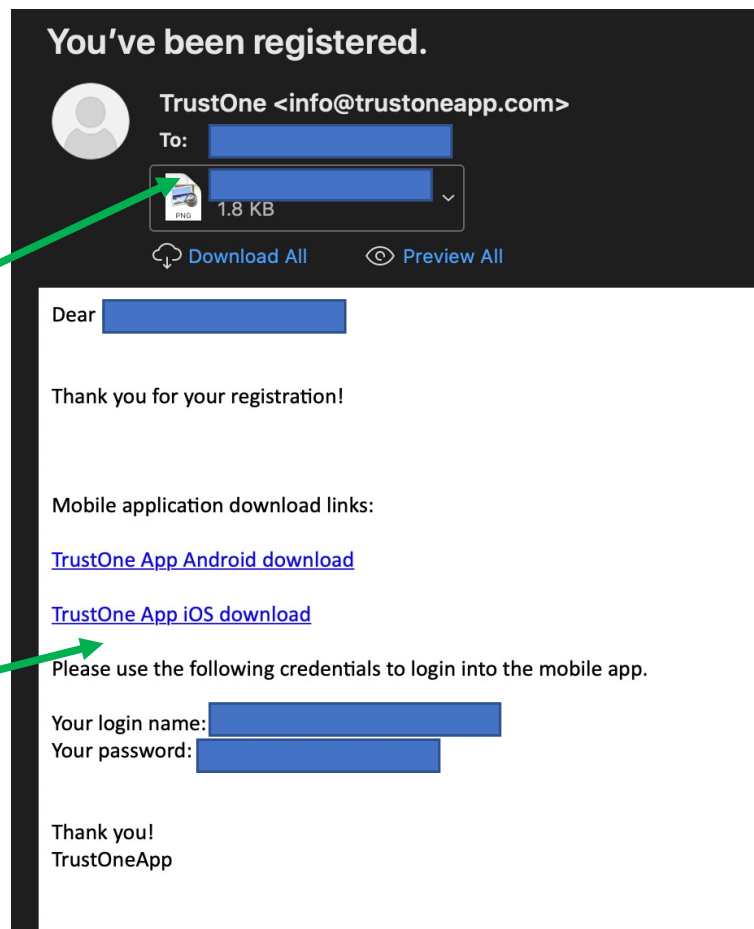 You've been registered.
TrustOne <info@trustoneapp.com>
To:
PNG
1.8 KB
Download All Preview All
Dear
Thank you for your registration!
Mobile application download links:
TrustOne App Android download
TrustOne App iOS download
Please use the following credentials to login into the mobile app.
Your login name:
Your password:
Thank you!
TrustOneApp